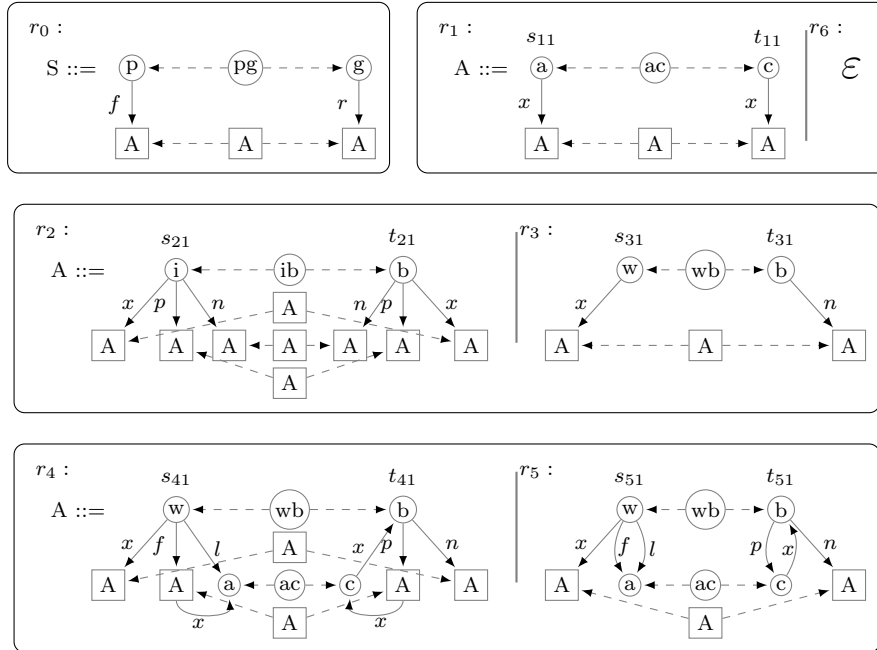 r₀ :
S ::= p pg g
f r
A A A
r₁ : s₁₁ t₁₁ r₆ :
A ::= a ac c ε
x x
A A A
r₂ : s₂₁ t₂₁ r₃ : s₃₁ t₃₁
A ::= i ib b w wb b
x p n A n p x x n
A A A A A A A A A A
A
r₄ : s₄₁ t₄₁ r₅ : s₅₁ t₅₁
A ::= w wb b w wb b
x f l A x p n x f l p x n
A A a ac c A A A a ac c A
x A x A